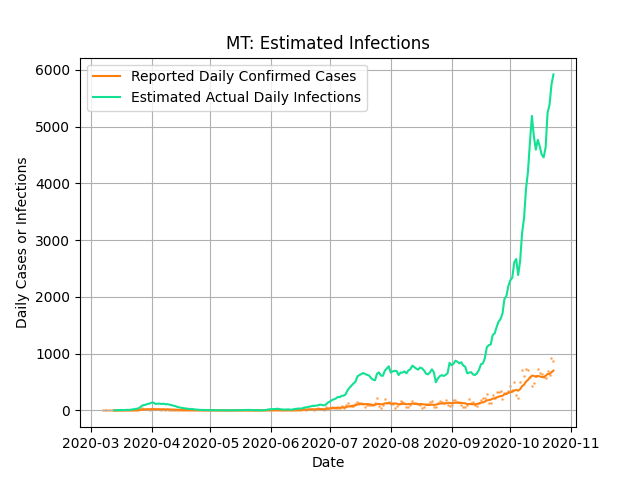 MT: Estimated Infections
Reported Daily Confirmed Cases
Estimated Actual Daily Infections
Daily Cases or Infections
6000
5000
4000
3000
2000
1000
0
2020-03 2020-04 2020-05 2020-06 2020-07 2020-08 2020-09 2020-10 2020-11
Date